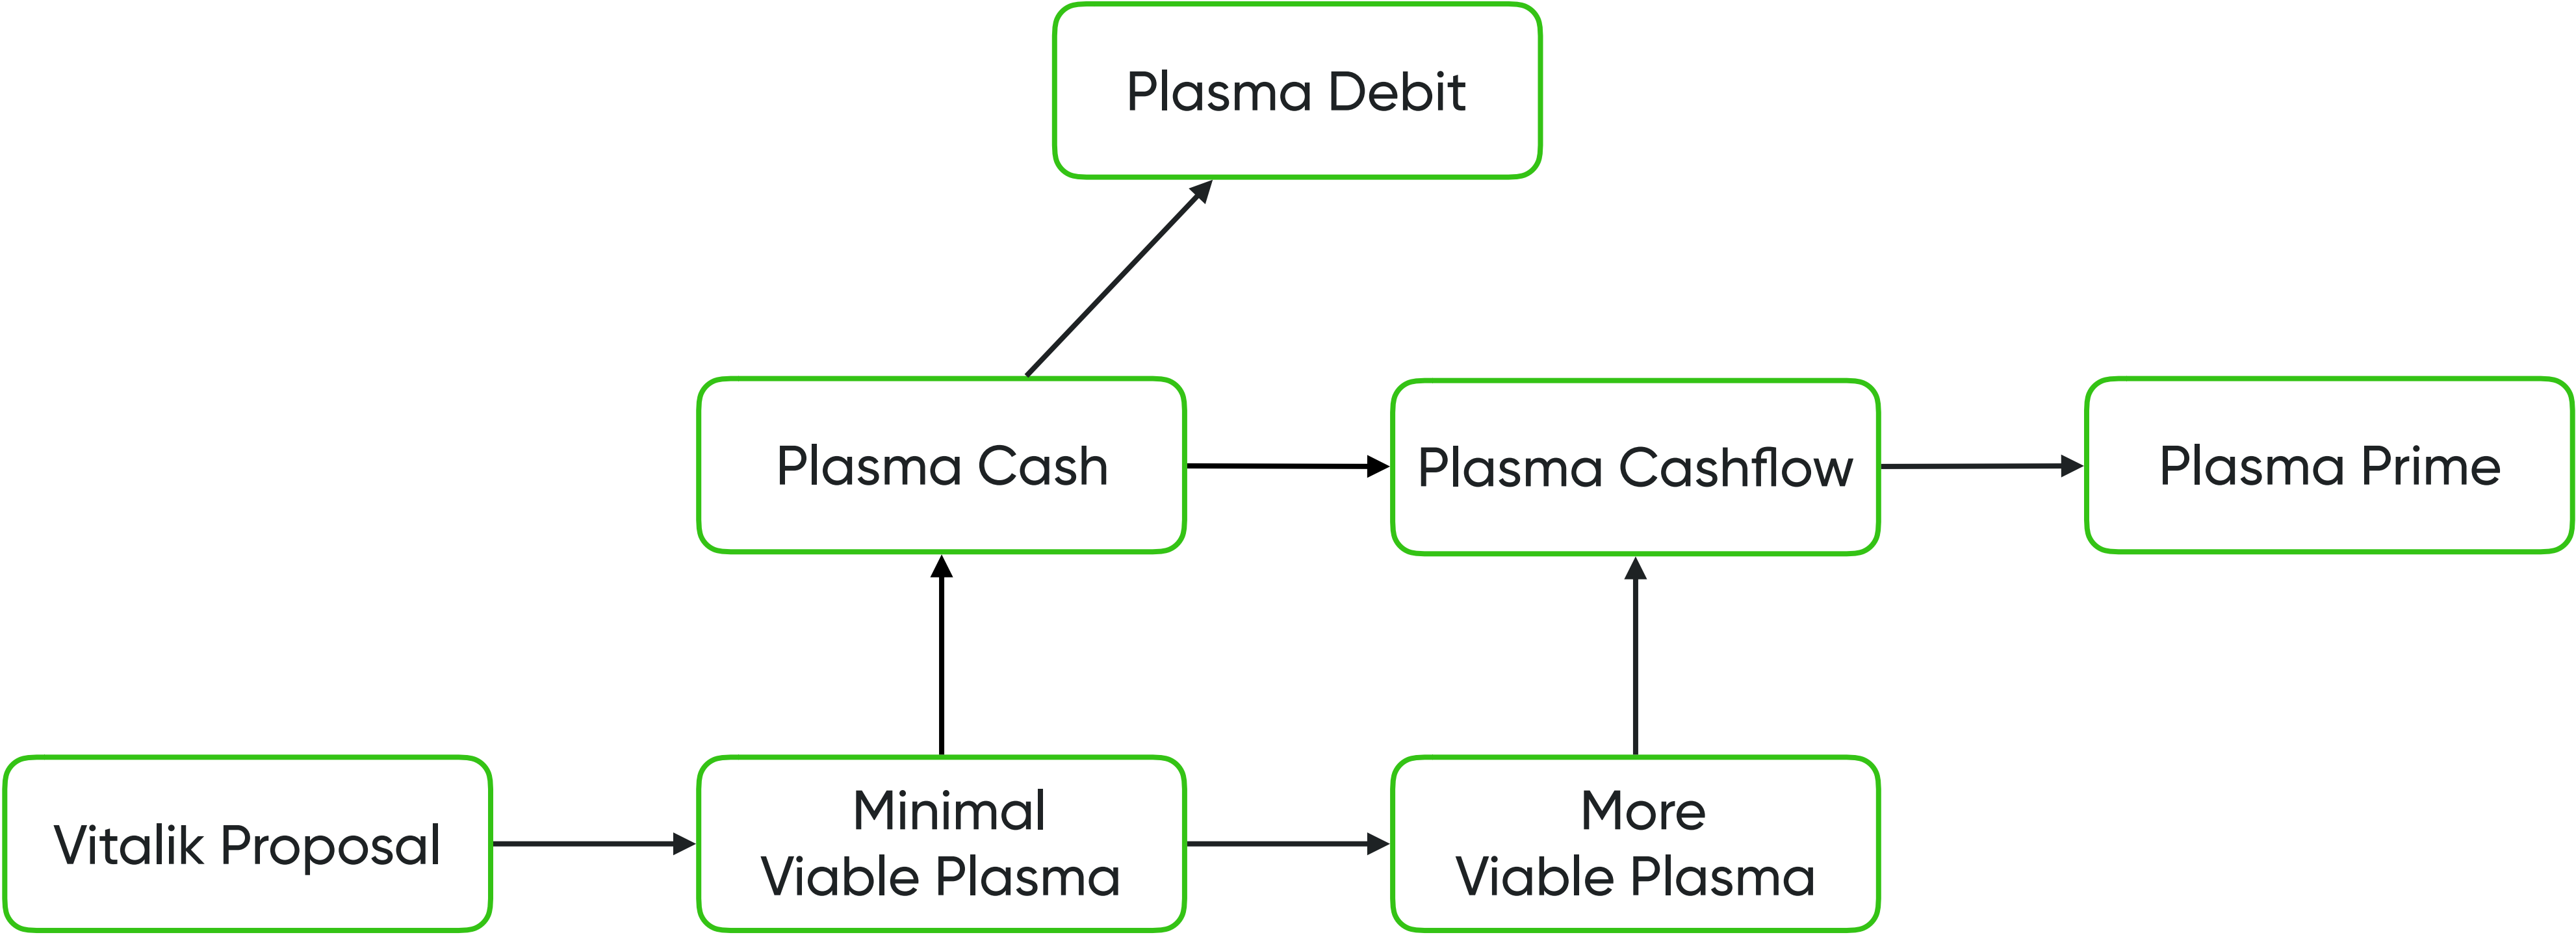 Plasma Debit
Plasma Cash
Plasma Cashflow
Plasma Prime
Vitalik Proposal
Minimal
Viable Plasma
More
Viable Plasma